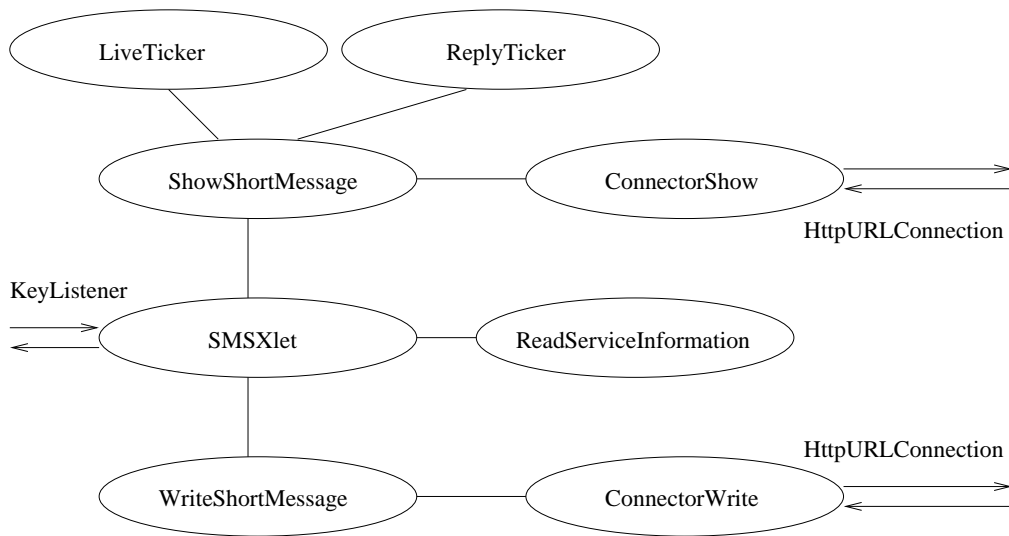 LiveTicker
ReplyTicker
ShowShortMessage
ConnectorShow
HttpURLConnection
KeyListener
SMSXlet
ReadServiceInformation
HttpURLConnection
WriteShortMessage
ConnectorWrite